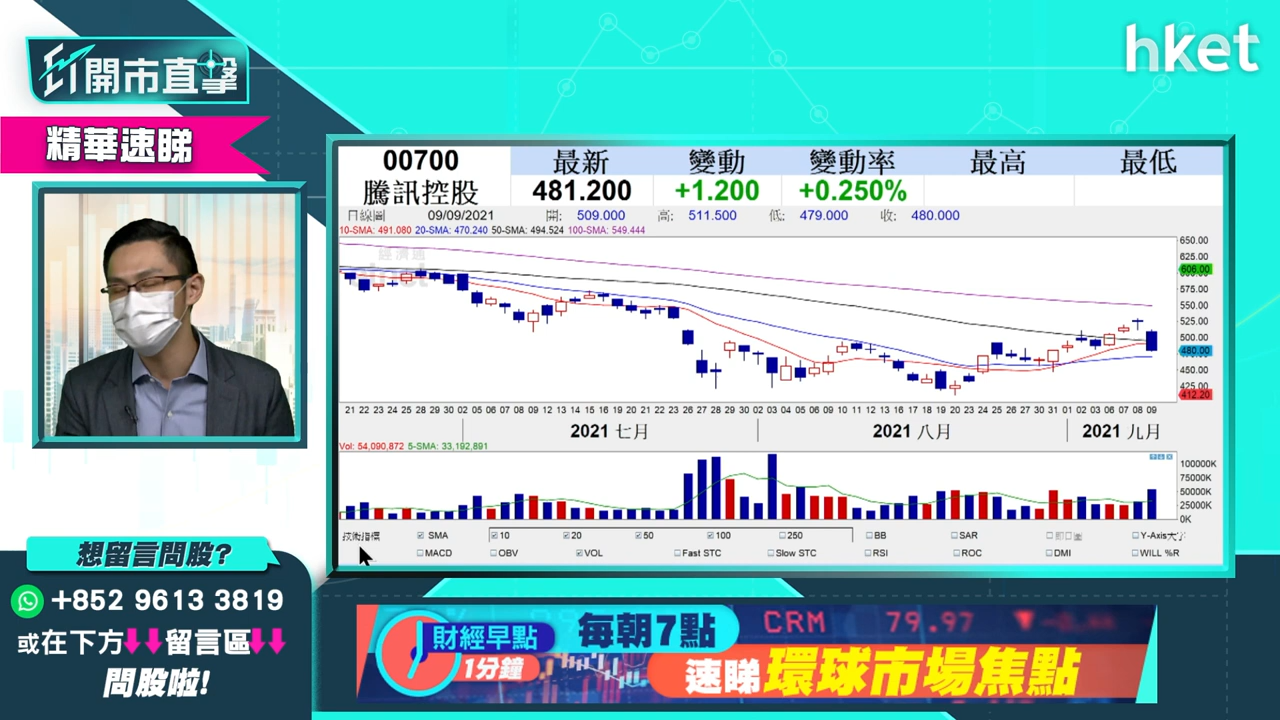 開市直擊
hket
精華速睇
00700 最新 變動 變動率 最高 最低
騰訊控股 481.200 +1.200 +0.250%
日線圖 09/09/2021 開: 509.000 高: 511.500 低: 479.000 收: 480.000
10-SMA: 491.080 20-SMA: 470.240 50-SMA: 494.524 100-SMA: 549.444
經濟通
650.00
625.00
606.00
575.00
550.00
525.00
500.00
480.00
450.00
425.00
412.20
21 22 23 24 25 28 29 30 02 05 06 07 08 09 12 13 14 15 16 19 20 21 22 23 26 27 28 29 30 02 03 04 05 06 09 10 11 12 13 16 17 18 19 20 23 24 25 26 27 30 31 01 02 03 06 07 08 09
2021 七月 2021 八月 2021 九月
Vol: 54,090,872 5-SMA: 33,192,891
100000K
75000K
50000K
25000K
0K
技術指標 SMA 10 20 50 100 250 BB SAR Y-Axis大
MACD OBV VOL Fast STC Slow STC RSI ROC DMI WILL %R
想留言問股?
+852 9613 3819
或在下方留言區
問股啦!
財經早點 每朝7點 CRM 79.97
1分鐘 速睇 環球市場焦點